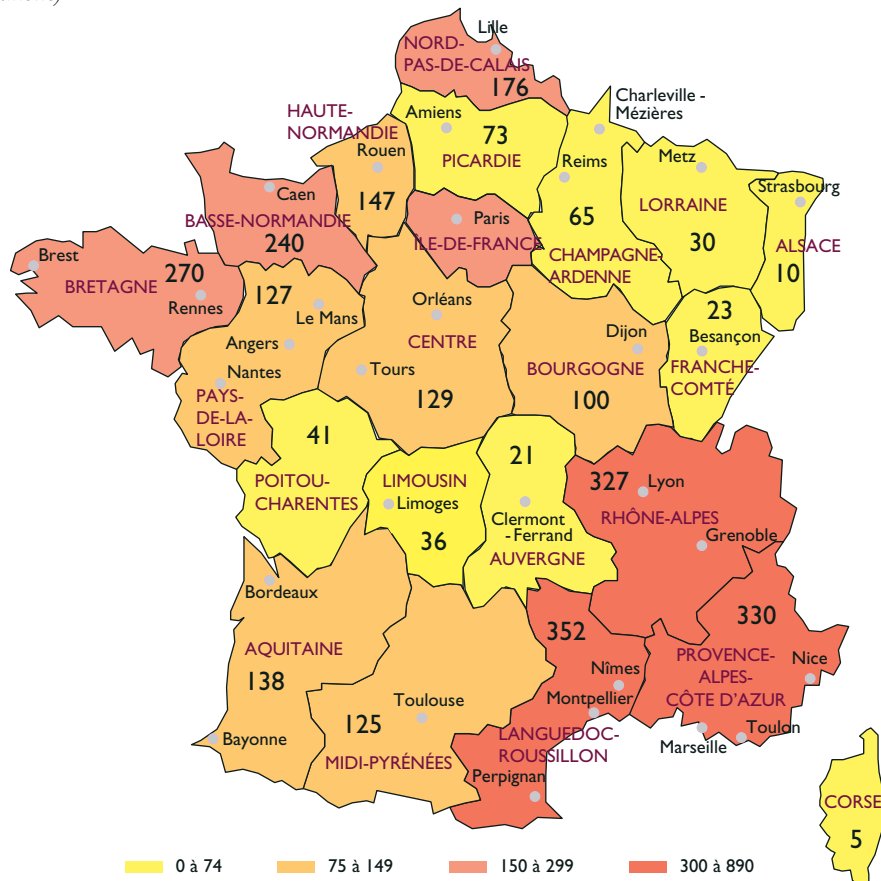 Lille
NORD-
PAS-DE-CALAIS
176
Charleville -
Mézières
HAUTE-
NORMANDIE
Amiens
73
PICARDIE
Rouen
147
Reims
65
CHAMPAGNE-
ARDENNE
Metz
LORRAINE
30
Strasbourg
ALSACE
10
Caen
BASSE-NORMANDIE
240
Paris
ÎLE-DE-FRANCE
Brest
270
BRETAGNE
Rennes
127
Le Mans
Angers
Nantes
PAYS-
DE-LA-
LOIRE
Orléans
CENTRE
Tours
129
Dijon
BOURGOGNE
100
23
Besançon
FRANCHE-
COMTÉ
41
POITOU-
CHARENTES
LIMOUSIN
Limoges
36
21
Clermont
-Ferrand
AUVERGNE
327
Lyon
RHÔNE-ALPES
Grenoble
Bordeaux
AQUITAINE
138
Bayonne
Toulouse
125
MIDI-PYRÉNÉES
352
Nîmes
Montpellier
LANGUEDOC-
ROUSSILLON
Perpignan
330
PROVENCE-
ALPES-
CÔTE D'AZUR
Nice
Toulon
Marseille
CORSE
5
0 à 74
75 à 149
150 à 299
300 à 890